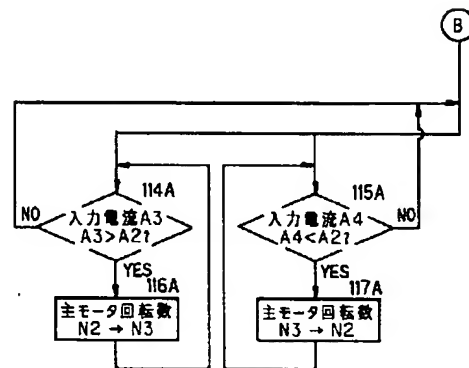 B
114A
入力電流A3
A3>A2?
NO
YES
116A
主モータ回転数
N2 → N3
115A
入力電流A4
A4<A2?
NO
YES
117A
主モータ回転数
N3 → N2